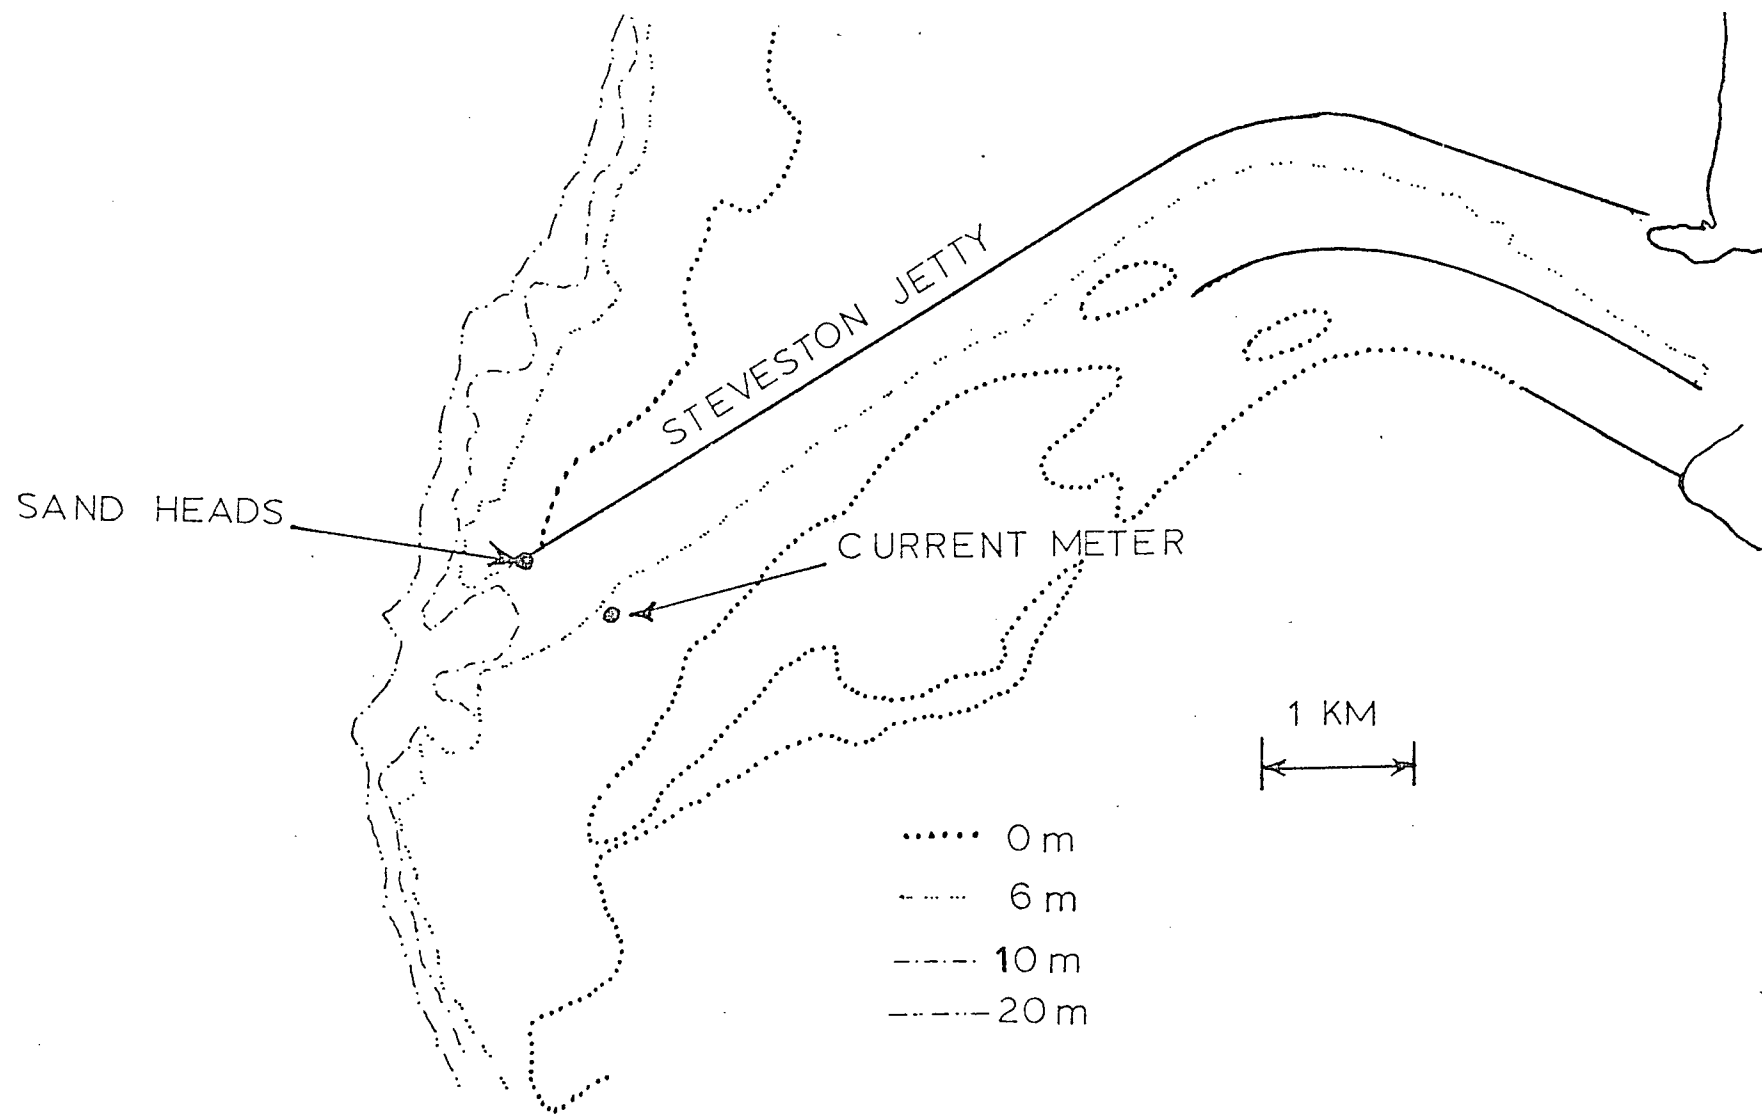 STEVESTON JETTY
SAND HEADS
CURRENT METER
1 KM
0 m
6 m
10 m
20 m